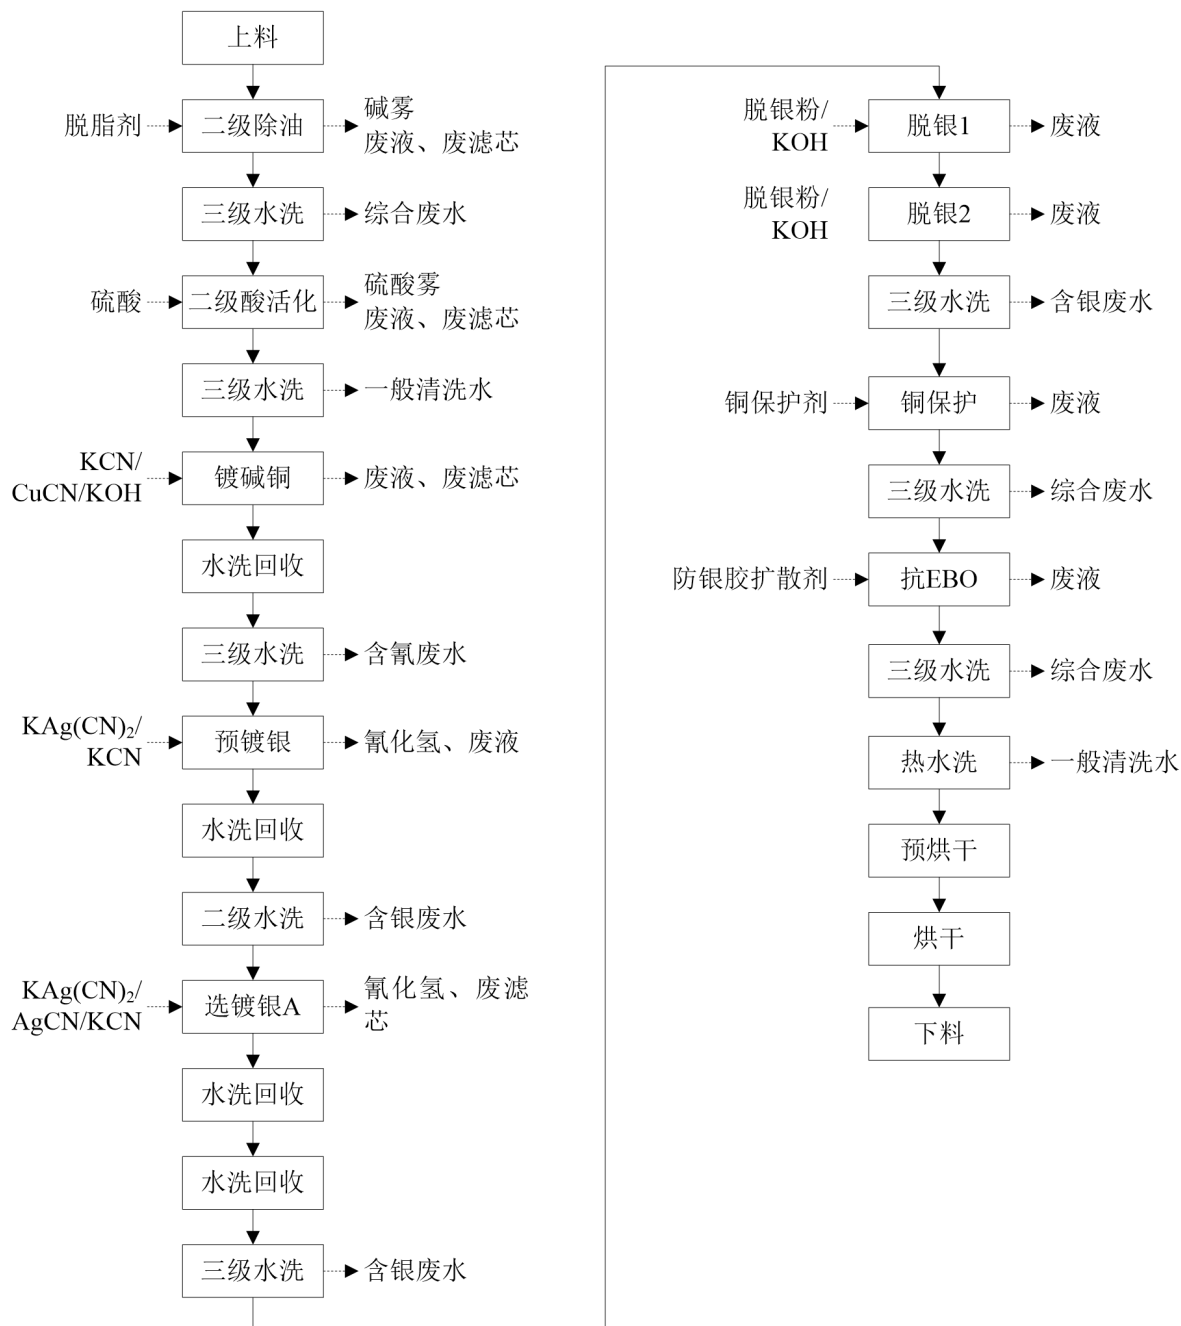 上料
脱脂剂
二级除油
碱雾
废液、废滤芯
三级水洗
综合废水
硫酸
二级酸活化
硫酸雾
废液、废滤芯
三级水洗
一般清洗水
KCN/
CuCN/KOH
镀碱铜
废液、废滤芯
水洗回收
三级水洗
含氰废水
KAg(CN)₂/
KCN
预镀银
氰化氢、废液
水洗回收
二级水洗
含银废水
KAg(CN)₂/
AgCN/KCN
选镀银A
氰化氢、废滤
芯
水洗回收
水洗回收
三级水洗
含银废水
脱银粉/
KOH
脱银1
废液
脱银粉/
KOH
脱银2
废液
三级水洗
含银废水
铜保护剂
铜保护
废液
三级水洗
综合废水
防银胶扩散剂
抗EBO
废液
三级水洗
综合废水
热水洗
一般清洗水
预烘干
烘干
下料